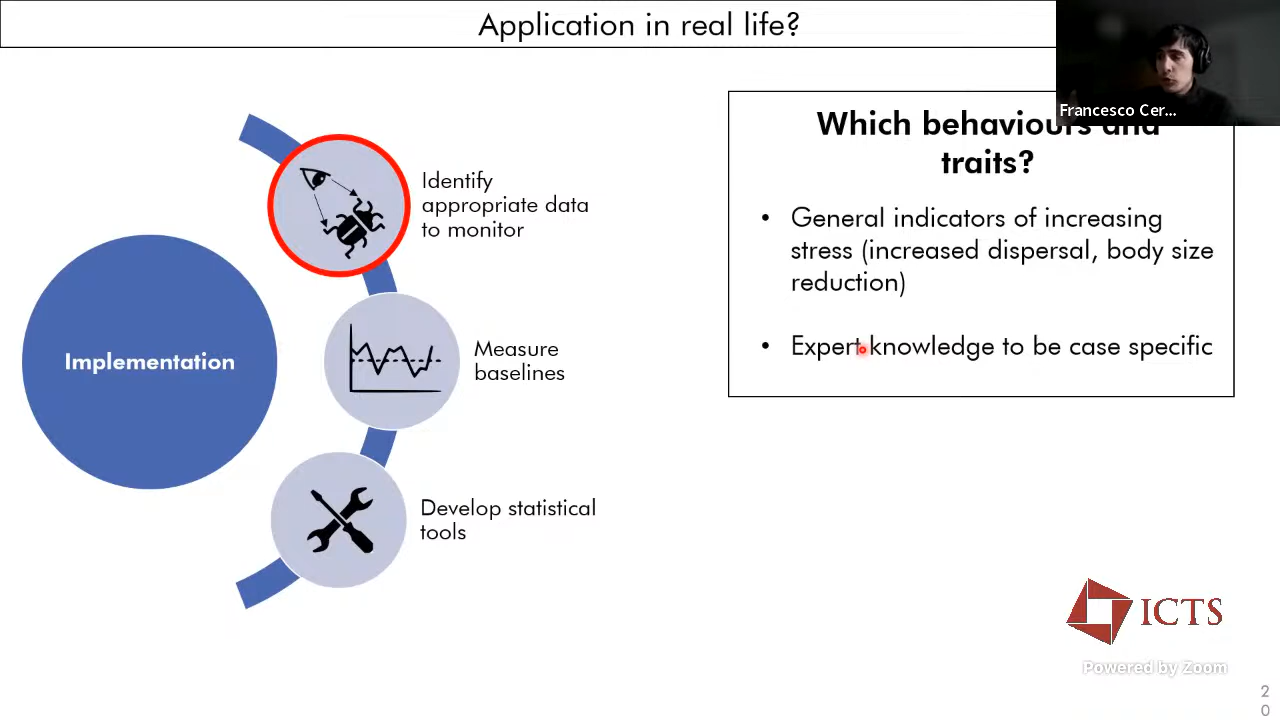 Application in real life?
Francesco Cer...
Which behaviours and
traits?
Identify
appropriate data
to monitor
• General indicators of increasing
stress (increased dispersal, body size
reduction)
• Expert knowledge to be case specific
Implementation
Measure
baselines
Develop statistical
tools
ICTS
Powered by Zoom
2
0